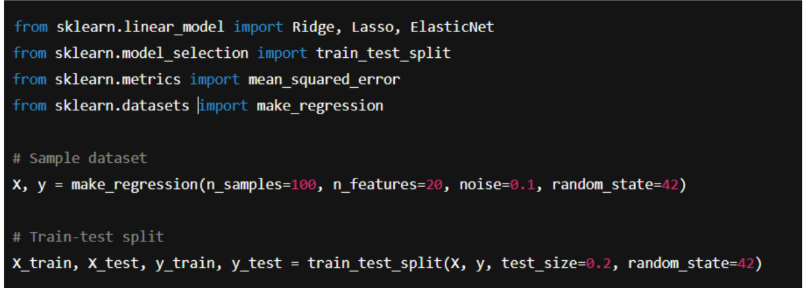 from sklearn.linear_model import Ridge, Lasso, ElasticNet
from sklearn.model_selection import train_test_split
from sklearn.metrics import mean_squared_error
from sklearn.datasets import make_regression
# Sample dataset
X, y = make_regression(n_samples=100, n_features=20, noise=0.1, random_state=42)
# Train-test split
X_train, X_test, y_train, y_test = train_test_split(X, y, test_size=0.2, random_state=42)